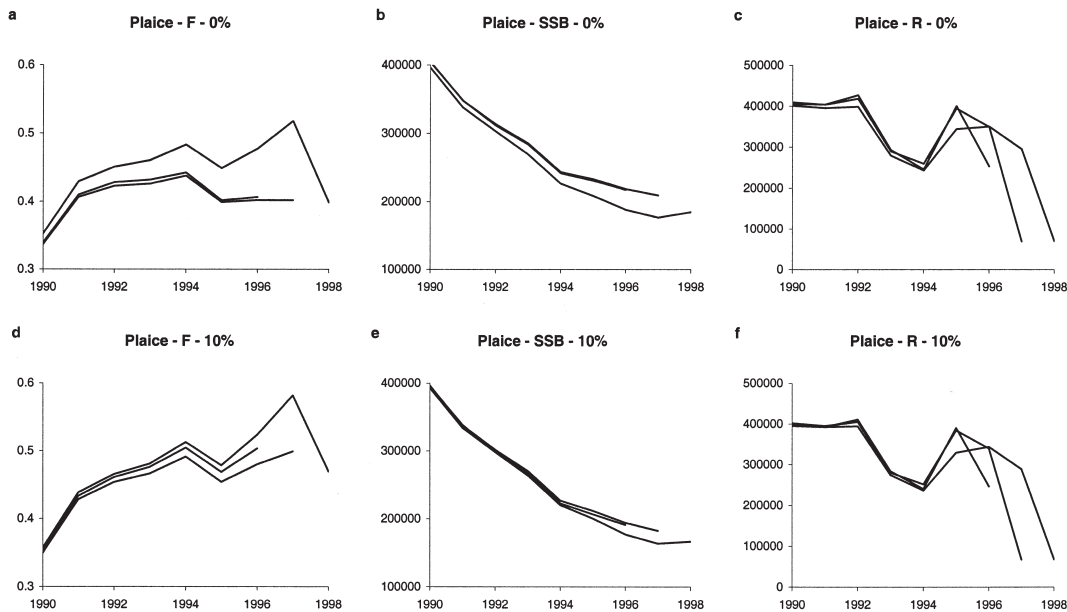 a
Plaice - F - 0%
0.6
0.5
0.4
0.3
1990 1992 1994 1996 1998
b
Plaice - SSB - 0%
400000
300000
200000
100000
1990 1992 1994 1996 1998
c
Plaice - R - 0%
500000
400000
300000
200000
100000
0
1990 1992 1994 1996 1998
d
Plaice - F - 10%
0.6
0.5
0.4
0.3
1990 1992 1994 1996 1998
e
Plaice - SSB - 10%
400000
300000
200000
100000
1990 1992 1994 1996 1998
f
Plaice - R - 10%
500000
400000
300000
200000
100000
0
1990 1992 1994 1996 1998